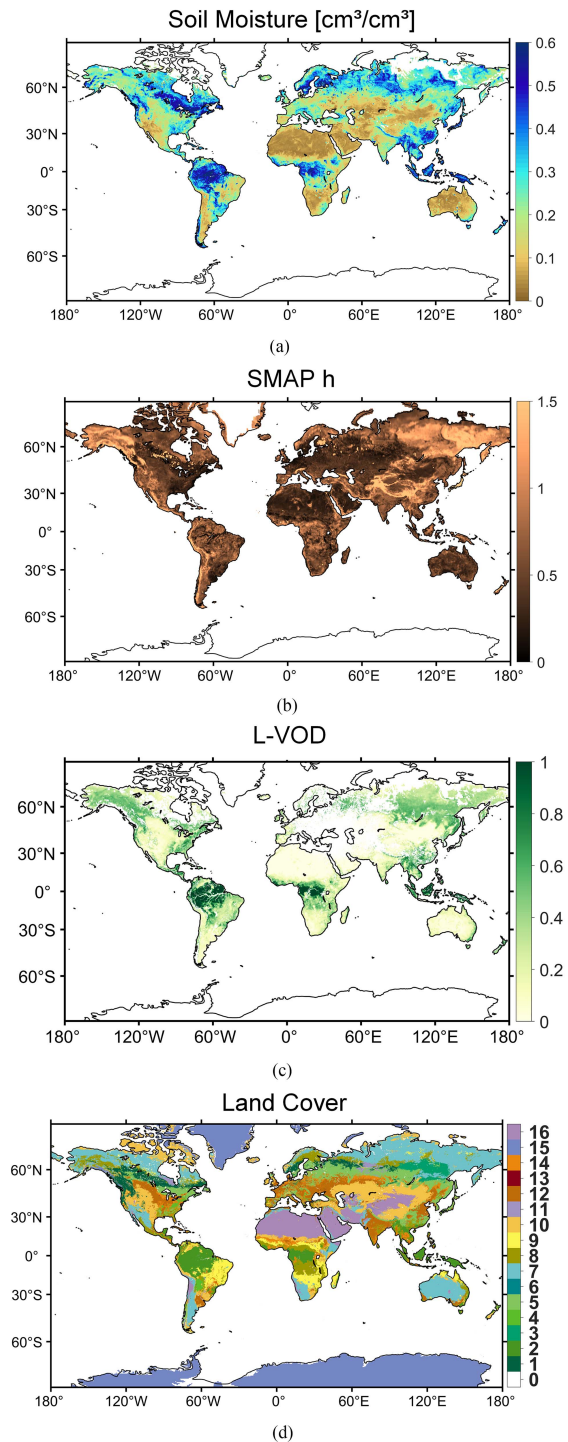 Soil Moisture [cm³/cm³]
0.6
0.5
0.4
0.3
0.2
0.1
0
60°N
30°N
0°
30°S
60°S
180° 120°W 60°W 0° 60°E 120°E 180°
(a)
SMAP h
1.5
1
0.5
0
60°N
30°N
0°
30°S
60°S
180° 120°W 60°W 0° 60°E 120°E 180°
(b)
L-VOD
1
0.8
0.6
0.4
0.2
0
60°N
30°N
0°
30°S
60°S
180° 120°W 60°W 0° 60°E 120°E 180°
(c)
Land Cover
16
15
14
13
12
11
10
9
8
7
6
5
4
3
2
1
0
60°N
30°N
0°
30°S
60°S
180° 120°W 60°W 0° 60°E 120°E 180°
(d)